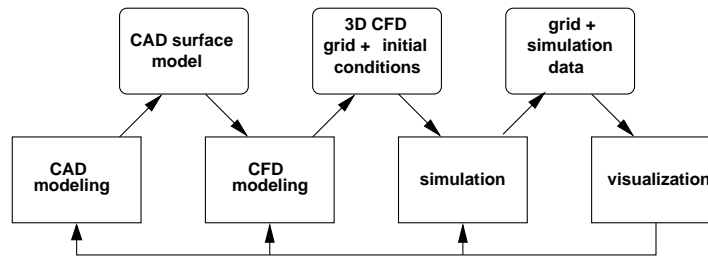 CAD surface
model
3D CFD
grid + initial
conditions
grid +
simulation
data
CAD
modeling
CFD
modeling
simulation
visualization